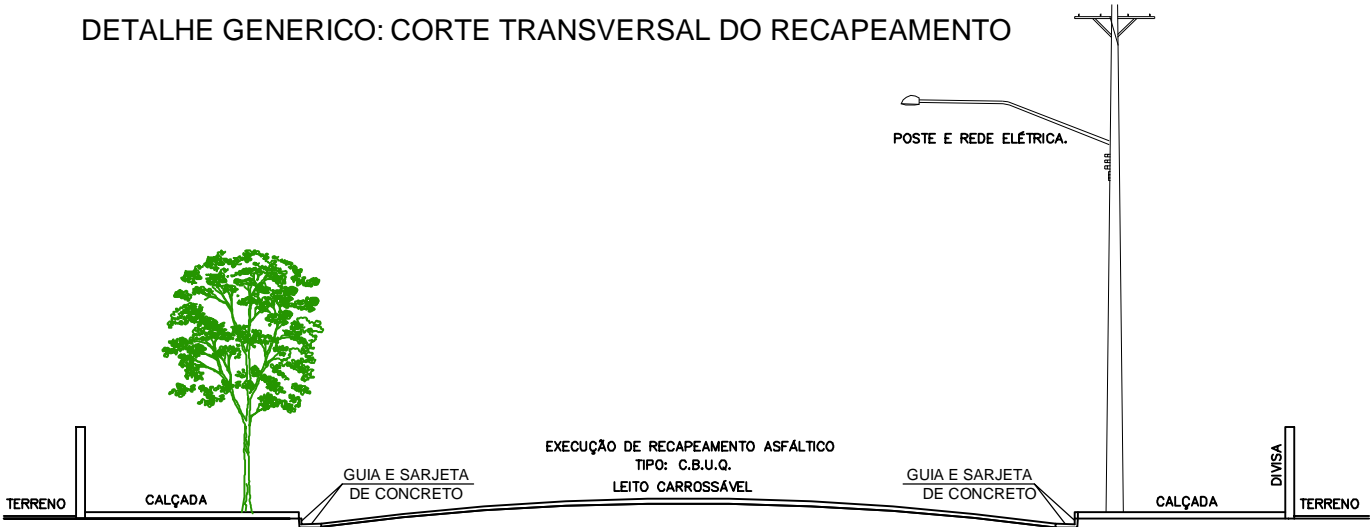 DETALHE GENERICO: CORTE TRANSVERSAL DO RECAPEAMENTO
POSTE E REDE ELÉTRICA.
EXECUÇÃO DE RECAPEAMENTO ASFÁLTICO
TIPO: C.B.U.Q.
LEITO CARROSSÁVEL
GUIA E SARJETA
DE CONCRETO
GUIA E SARJETA
DE CONCRETO
TERRENO
CALÇADA
CALÇADA
DIVISA
TERRENO